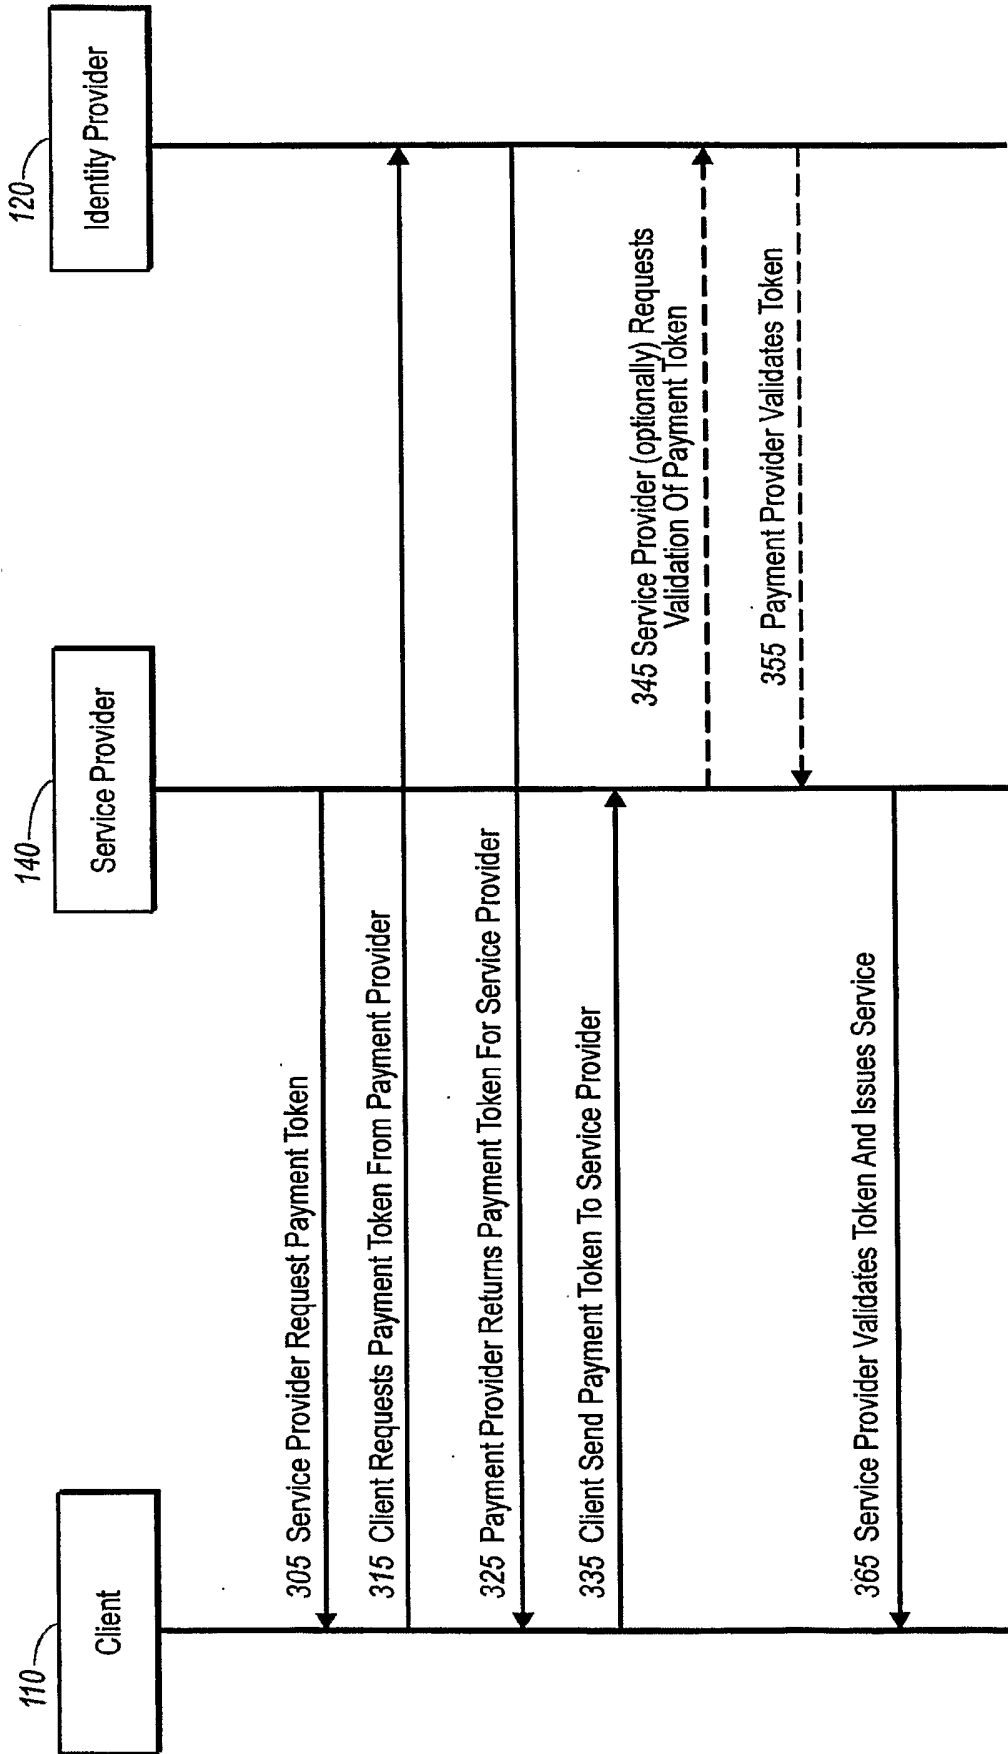 110
Client
140
Service Provider
120
Identity Provider
305 Service Provider Request Payment Token
315 Client Requests Payment Token From Payment Provider
325 Payment Provider Returns Payment Token For Service Provider
335 Client Send Payment Token To Service Provider
345 Service Provider (optionally) Requests
Validation Of Payment Token
355 Payment Provider Validates Token
365 Service Provider Validates Token And Issues Service